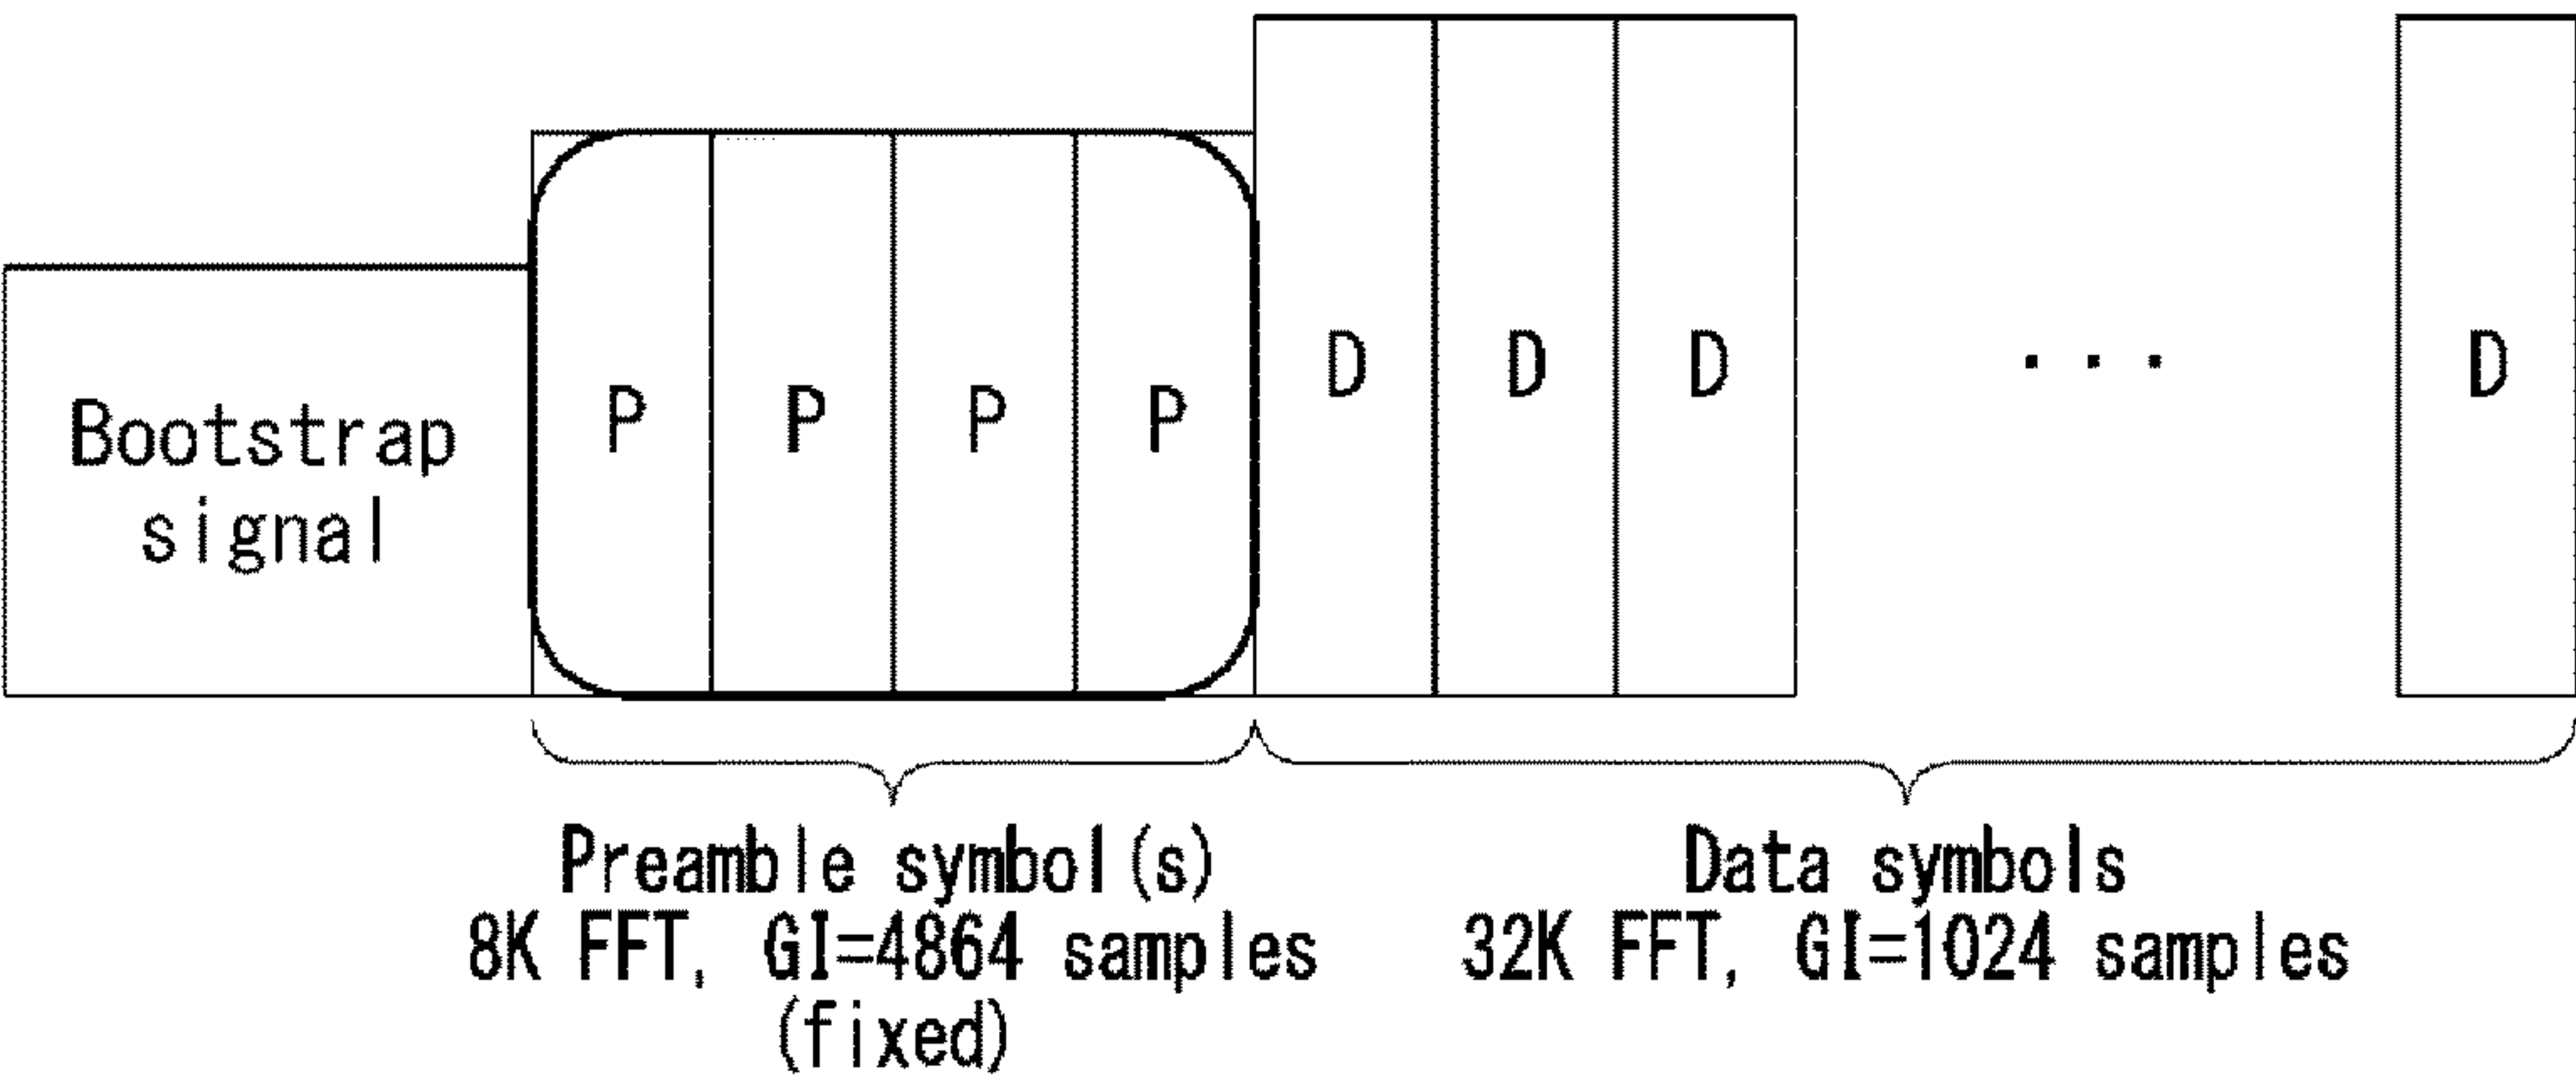 Bootstrap
signal
P P P P D D D ... D
Preamble symbol(s)
8K FFT, GI=4864 samples
(fixed)
Data symbols
32K FFT, GI=1024 samples